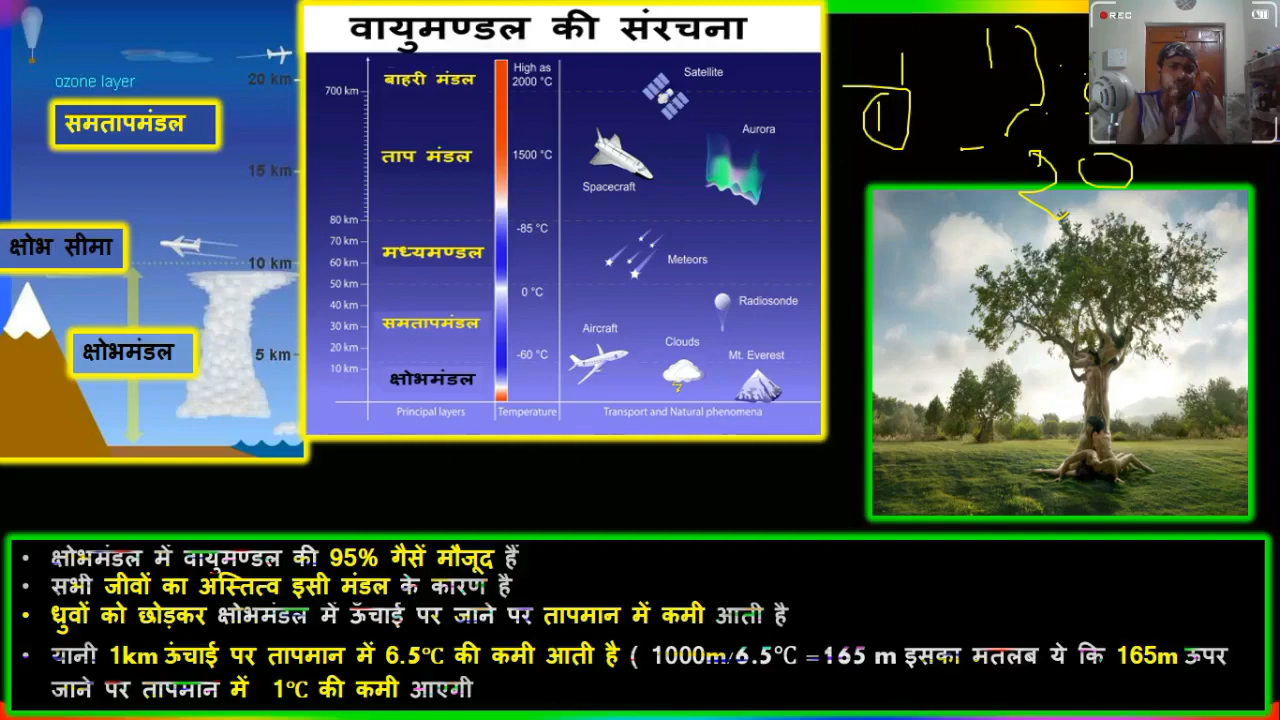 वायुमण्डल की संरचना
REC
ozone layer
20 km
समतापमंडल
15 km
क्षोभ सीमा
10 km
क्षोभमंडल
5 km
बाहरी मंडल
High as
2000 °C
Satellite
700 km
ताप मंडल
1500 °C
Aurora
Spacecraft
80 km
-85 °C
70 km
मध्यमण्डल
60 km
Meteors
50 km
0 °C
40 km
Radiosonde
समतापमंडल
30 km
Aircraft
20 km
Clouds
-60 °C
Mt. Everest
10 km
क्षोभमंडल
Principal layers
Temperature
Transport and Natural phenomena
• क्षोभमंडल में वायुमण्डल की 95% गैसें मौजूद हैं
• सभी जीवों का अस्तित्व इसी मंडल के कारण है
• ध्रुवों को छोड़कर क्षोभमंडल में ऊँचाई पर जाने पर तापमान में कमी आती है
• यानी 1km ऊंचाई पर तापमान में 6.5℃ की कमी आती है ( 1000m/6.5℃ =165 m इसका मतलब ये कि 165m ऊपर
जाने पर तापमान में 1℃ की कमी आएगी